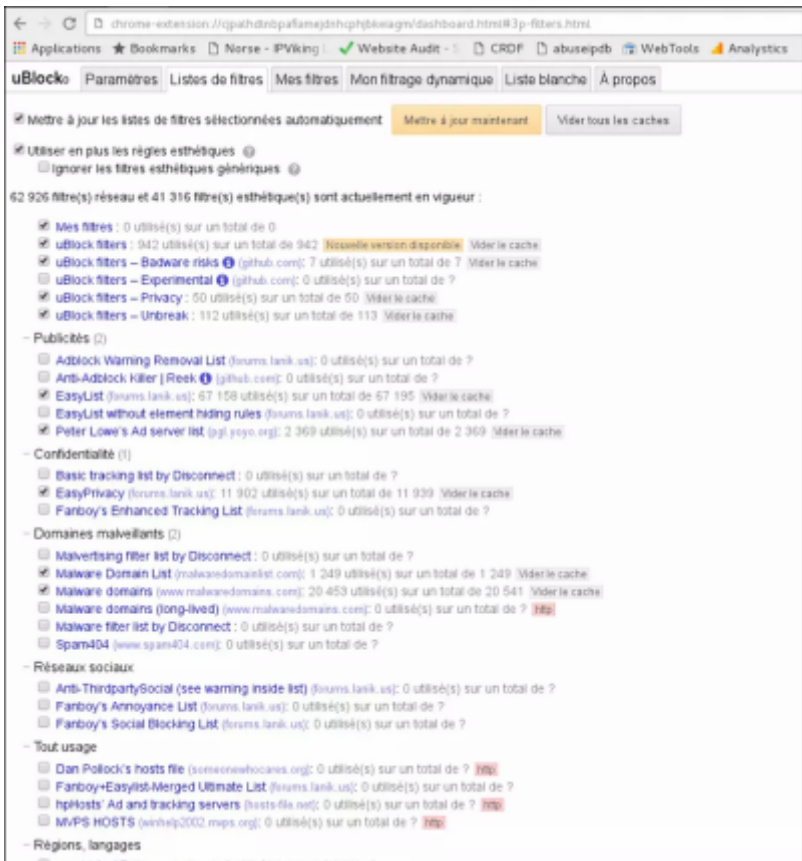 chrome-extension://cjpathdlnbpaflamejdnhcphjbkeiagm/dashboard.html#3p-filters.html
Applications Bookmarks Norse - IPViking Website Audit - S CRDF abuseipdb WebTools Analystics
uBlock₀ Paramètres Listes de filtres Mes filtres Mon filtrage dynamique Liste blanche À propos
Mettre à jour les listes de filtres sélectionnées automatiquement Mettre à jour maintenant Vider tous les caches
Utiliser en plus les règles esthétiques
Ignorer les filtres esthétiques génériques
62 926 filtre(s) réseau et 41 316 filtre(s) esthétique(s) sont actuellement en vigueur :
Mes filtres : 0 utilisé(s) sur un total de 0
uBlock filters : 942 utilisé(s) sur un total de 942 Nouvelle version disponible Vider le cache
uBlock filters – Badware risks (github.com): 7 utilisé(s) sur un total de 7 Vider le cache
uBlock filters – Experimental (github.com): 0 utilisé(s) sur un total de ?
uBlock filters – Privacy : 50 utilisé(s) sur un total de 50 Vider le cache
uBlock filters – Unbreak : 112 utilisé(s) sur un total de 113 Vider le cache
– Publicités (2)
Adblock Warning Removal List (forums.lanik.us): 0 utilisé(s) sur un total de ?
Anti-Adblock Killer | Reek (github.com): 0 utilisé(s) sur un total de ?
EasyList (forums.lanik.us): 67 158 utilisé(s) sur un total de 67 195 Vider le cache
EasyList without element hiding rules (forums.lanik.us): 0 utilisé(s) sur un total de ?
Peter Lowe's Ad server list (pgl.yoyo.org): 2 369 utilisé(s) sur un total de 2 369 Vider le cache
– Confidentialité (1)
Basic tracking list by Disconnect : 0 utilisé(s) sur un total de ?
EasyPrivacy (forums.lanik.us): 11 902 utilisé(s) sur un total de 11 939 Vider le cache
Fanboy's Enhanced Tracking List (forums.lanik.us): 0 utilisé(s) sur un total de ?
– Domaines malveillants (2)
Malvertising filter list by Disconnect : 0 utilisé(s) sur un total de ?
Malware Domain List (malwaredomainlist.com): 1 249 utilisé(s) sur un total de 1 249 Vider le cache
Malware domains (www.malwaredomains.com): 20 453 utilisé(s) sur un total de 20 541 Vider le cache
Malware domains (long-lived) (www.malwaredomains.com): 0 utilisé(s) sur un total de ? http
Malware filter list by Disconnect : 0 utilisé(s) sur un total de ?
Spam404 (www.spam404.com): 0 utilisé(s) sur un total de ?
– Réseaux sociaux
Anti-ThirdpartySocial (see warning inside list) (forums.lanik.us): 0 utilisé(s) sur un total de ?
Fanboy's Annoyance List (forums.lanik.us): 0 utilisé(s) sur un total de ?
Fanboy's Social Blocking List (forums.lanik.us): 0 utilisé(s) sur un total de ?
– Tout usage
Dan Pollock's hosts file (someonewhocares.org): 0 utilisé(s) sur un total de ? http
Fanboy+Easylist-Merged Ultimate List (forums.lanik.us): 0 utilisé(s) sur un total de ?
hpHosts' Ad and tracking servers (hosts-file.net): 0 utilisé(s) sur un total de ? http
MVPS HOSTS (winhelp2002.mvps.org): 0 utilisé(s) sur un total de ? http
– Régions, langages